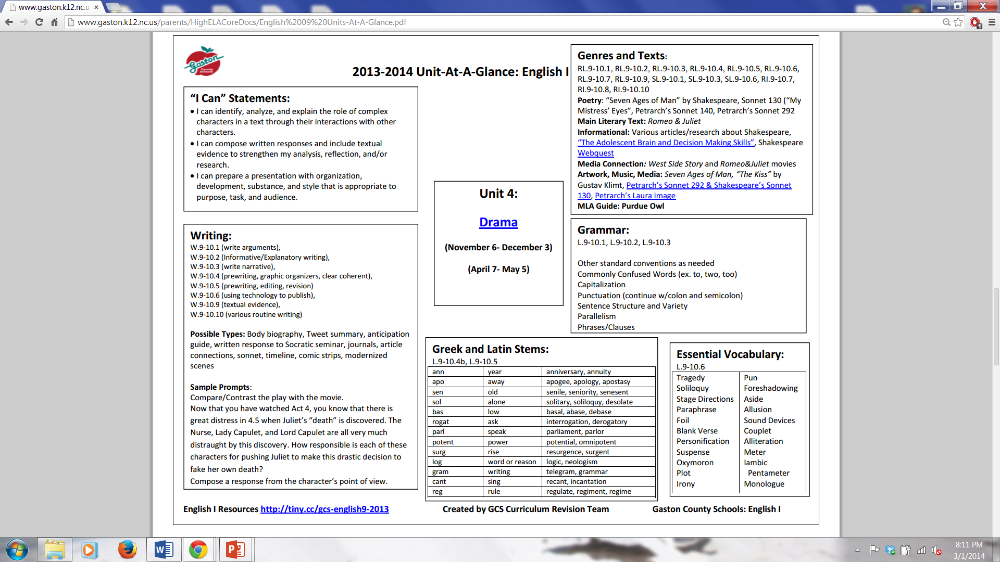 www.gaston.k12.nc.u
www.gaston.k12.nc.us/parents/HighELACoreDocs/English%2009%20Units-At-A-Glance.pdf
Gaston
County
Schools
2013-2014 Unit-At-A-Glance: English I
"I Can" Statements:
• I can identify, analyze, and explain the role of complex
characters in a text through their interactions with other
characters.
• I can compose written responses and include textual
evidence to strengthen my analysis, reflection, and/or
research.
• I can prepare a presentation with organization,
development, substance, and style that is appropriate to
purpose, task, and audience.
Writing:
W.9-10.1 (write arguments),
W.9-10.2 (Informative/Explanatory writing),
W.9-10.3 (write narrative),
W.9-10.4 (prewriting, graphic organizers, clear coherent),
W.9-10.5 (prewriting, editing, revision)
W.9-10.6 (using technology to publish),
W.9-10.9 (textual evidence),
W.9-10.10 (various routine writing)
Possible Types: Body biography, Tweet summary, anticipation
guide, written response to Socratic seminar, journals, article
connections, sonnet, timeline, comic strips, modernized
scenes
Sample Prompts:
Compare/Contrast the play with the movie.
Now that you have watched Act 4, you know that there is
great distress in 4.5 when Juliet's "death" is discovered. The
Nurse, Lady Capulet, and Lord Capulet are all very much
distraught by this discovery. How responsible is each of these
characters for pushing Juliet to make this drastic decision to
fake her own death?
Compose a response from the character's point of view.
Unit 4:
Drama
(November 6- December 3)
(April 7- May 5)
Genres and Texts:
RL.9-10.1, RL.9-10.2, RL.9-10.3, RL.9-10.4, RL.9-10.5, RL.9-10.6,
RL.9-10.7, RL.9-10.9, SL.9-10.1, SL.9-10.3, SL.9-10.6, RI.9-10.7,
RI.9-10.8, RI.9-10.10
Poetry: "Seven Ages of Man" by Shakespeare, Sonnet 130 ("My
Mistress' Eyes", Petrarch's Sonnet 140, Petrarch's Sonnet 292
Main Literary Text: Romeo & Juliet
Informational: Various articles/research about Shakespeare,
"The Adolescent Brain and Decision Making Skills", Shakespeare
Webquest
Media Connection: West Side Story and Romeo&Juliet movies
Artwork, Music, Media: Seven Ages of Man, "The Kiss" by
Gustav Klimt, Petrarch's Sonnet 292 & Shakespeare's Sonnet
130, Petrarch's Laura image
MLA Guide: Purdue Owl
Grammar:
L.9-10.1, L.9-10.2, L.9-10.3
Other standard conventions as needed
Commonly Confused Words (ex. to, two, too)
Capitalization
Punctuation (continue w/colon and semicolon)
Sentence Structure and Variety
Parallelism
Phrases/Clauses
Greek and Latin Stems:
L.9-10.4b, L.9-10.5
ann year anniversary, annuity
apo away apogee, apology, apostasy
sen old senile, seniority, senesent
sol alone solitary, soliloquy, desolate
bas low basal, abase, debase
rogat ask interrogation, derogatory
parl speak parliament, parlor
potent power potential, omnipotent
surg rise resurgence, surgent
log word or reason logic, neologism
gram writing telegram, grammar
cant sing recant, incantation
reg rule regulate, regiment, regime
Essential Vocabulary:
L.9-10.6
Tragedy Pun
Soliloquy Foreshadowing
Stage Directions Aside
Paraphrase Allusion
Foil Sound Devices
Blank Verse Couplet
Personification Alliteration
Suspense Meter
Oxymoron Iambic
Plot Pentameter
Irony Monologue
English I Resources http://tiny.cc/gcs-english9-2013 Created by GCS Curriculum Revision Team Gaston County Schools: English I
8:11 PM
3/1/2014